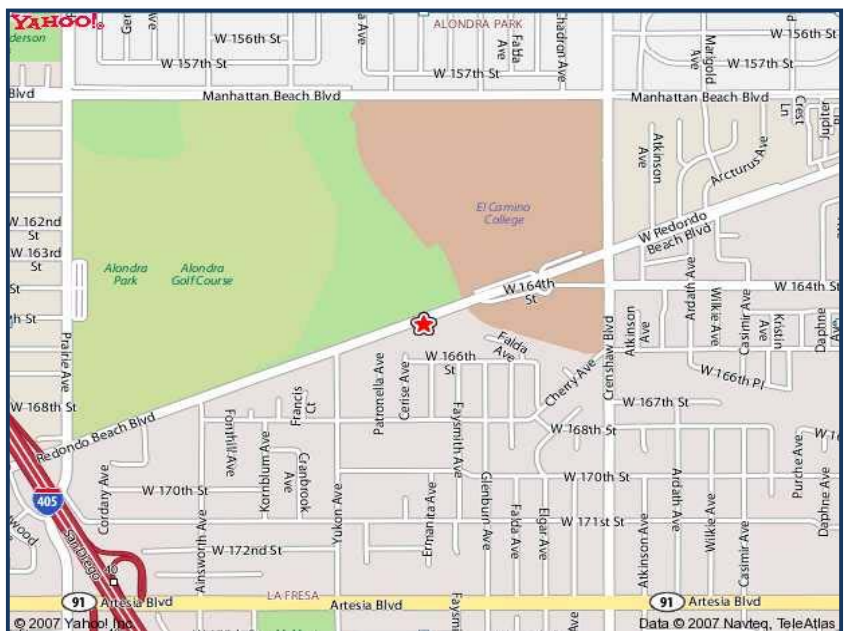 YAHOO!
ALONDRA PARK
W 156th St
W 157th St
Falda Ave
Chadron Ave
W 157th St
Marigold Ave
W 156th St
W 157th St
Blvd
Manhattan Beach Blvd
Manhattan Beach Blvd
Crest Ln
Jupiter
Atkinson Ave
Arcturus Ave
El Camino College
W 162nd St
W Redondo Beach Blvd
W 163rd St
Alondra Park
Alondra Golf Course
W 164th St
W 164th St
St
Prairie Ave
Ardath Ave
Wilkie Ave
Casimir Ave
Kristin Ave
Daphne Ave
Atkinson Ave
Crenshaw Blvd
Falda Ave
W 166th St
Cherry Ave
W 166th Pl
Patronella Ave
Cerise Ave
W 168th St
Redondo Beach Blvd
Francis Ct
Fonthill Ave
Kornblum Ave
Cranbrook Ave
Faysmith Ave
W 167th St
W 168th St
Purche Ave
Daphne Ave
Cordary Ave
W 170th St
W 170th St
Ardath Ave
405
San Diego
Ainsworth Ave
Yukon Ave
Ermanita Ave
Glenburn Ave
Falda Ave
Elgar Ave
W 171st St
Atkinson Ave
Wilkie Ave
Casimir Ave
W 172nd St
40
LA FRESA
91
Artesia Blvd
Artesia Blvd
91
Artesia Blvd
© 2007 Yahoo! Inc
Data © 2007 Navteq, TeleAtlas